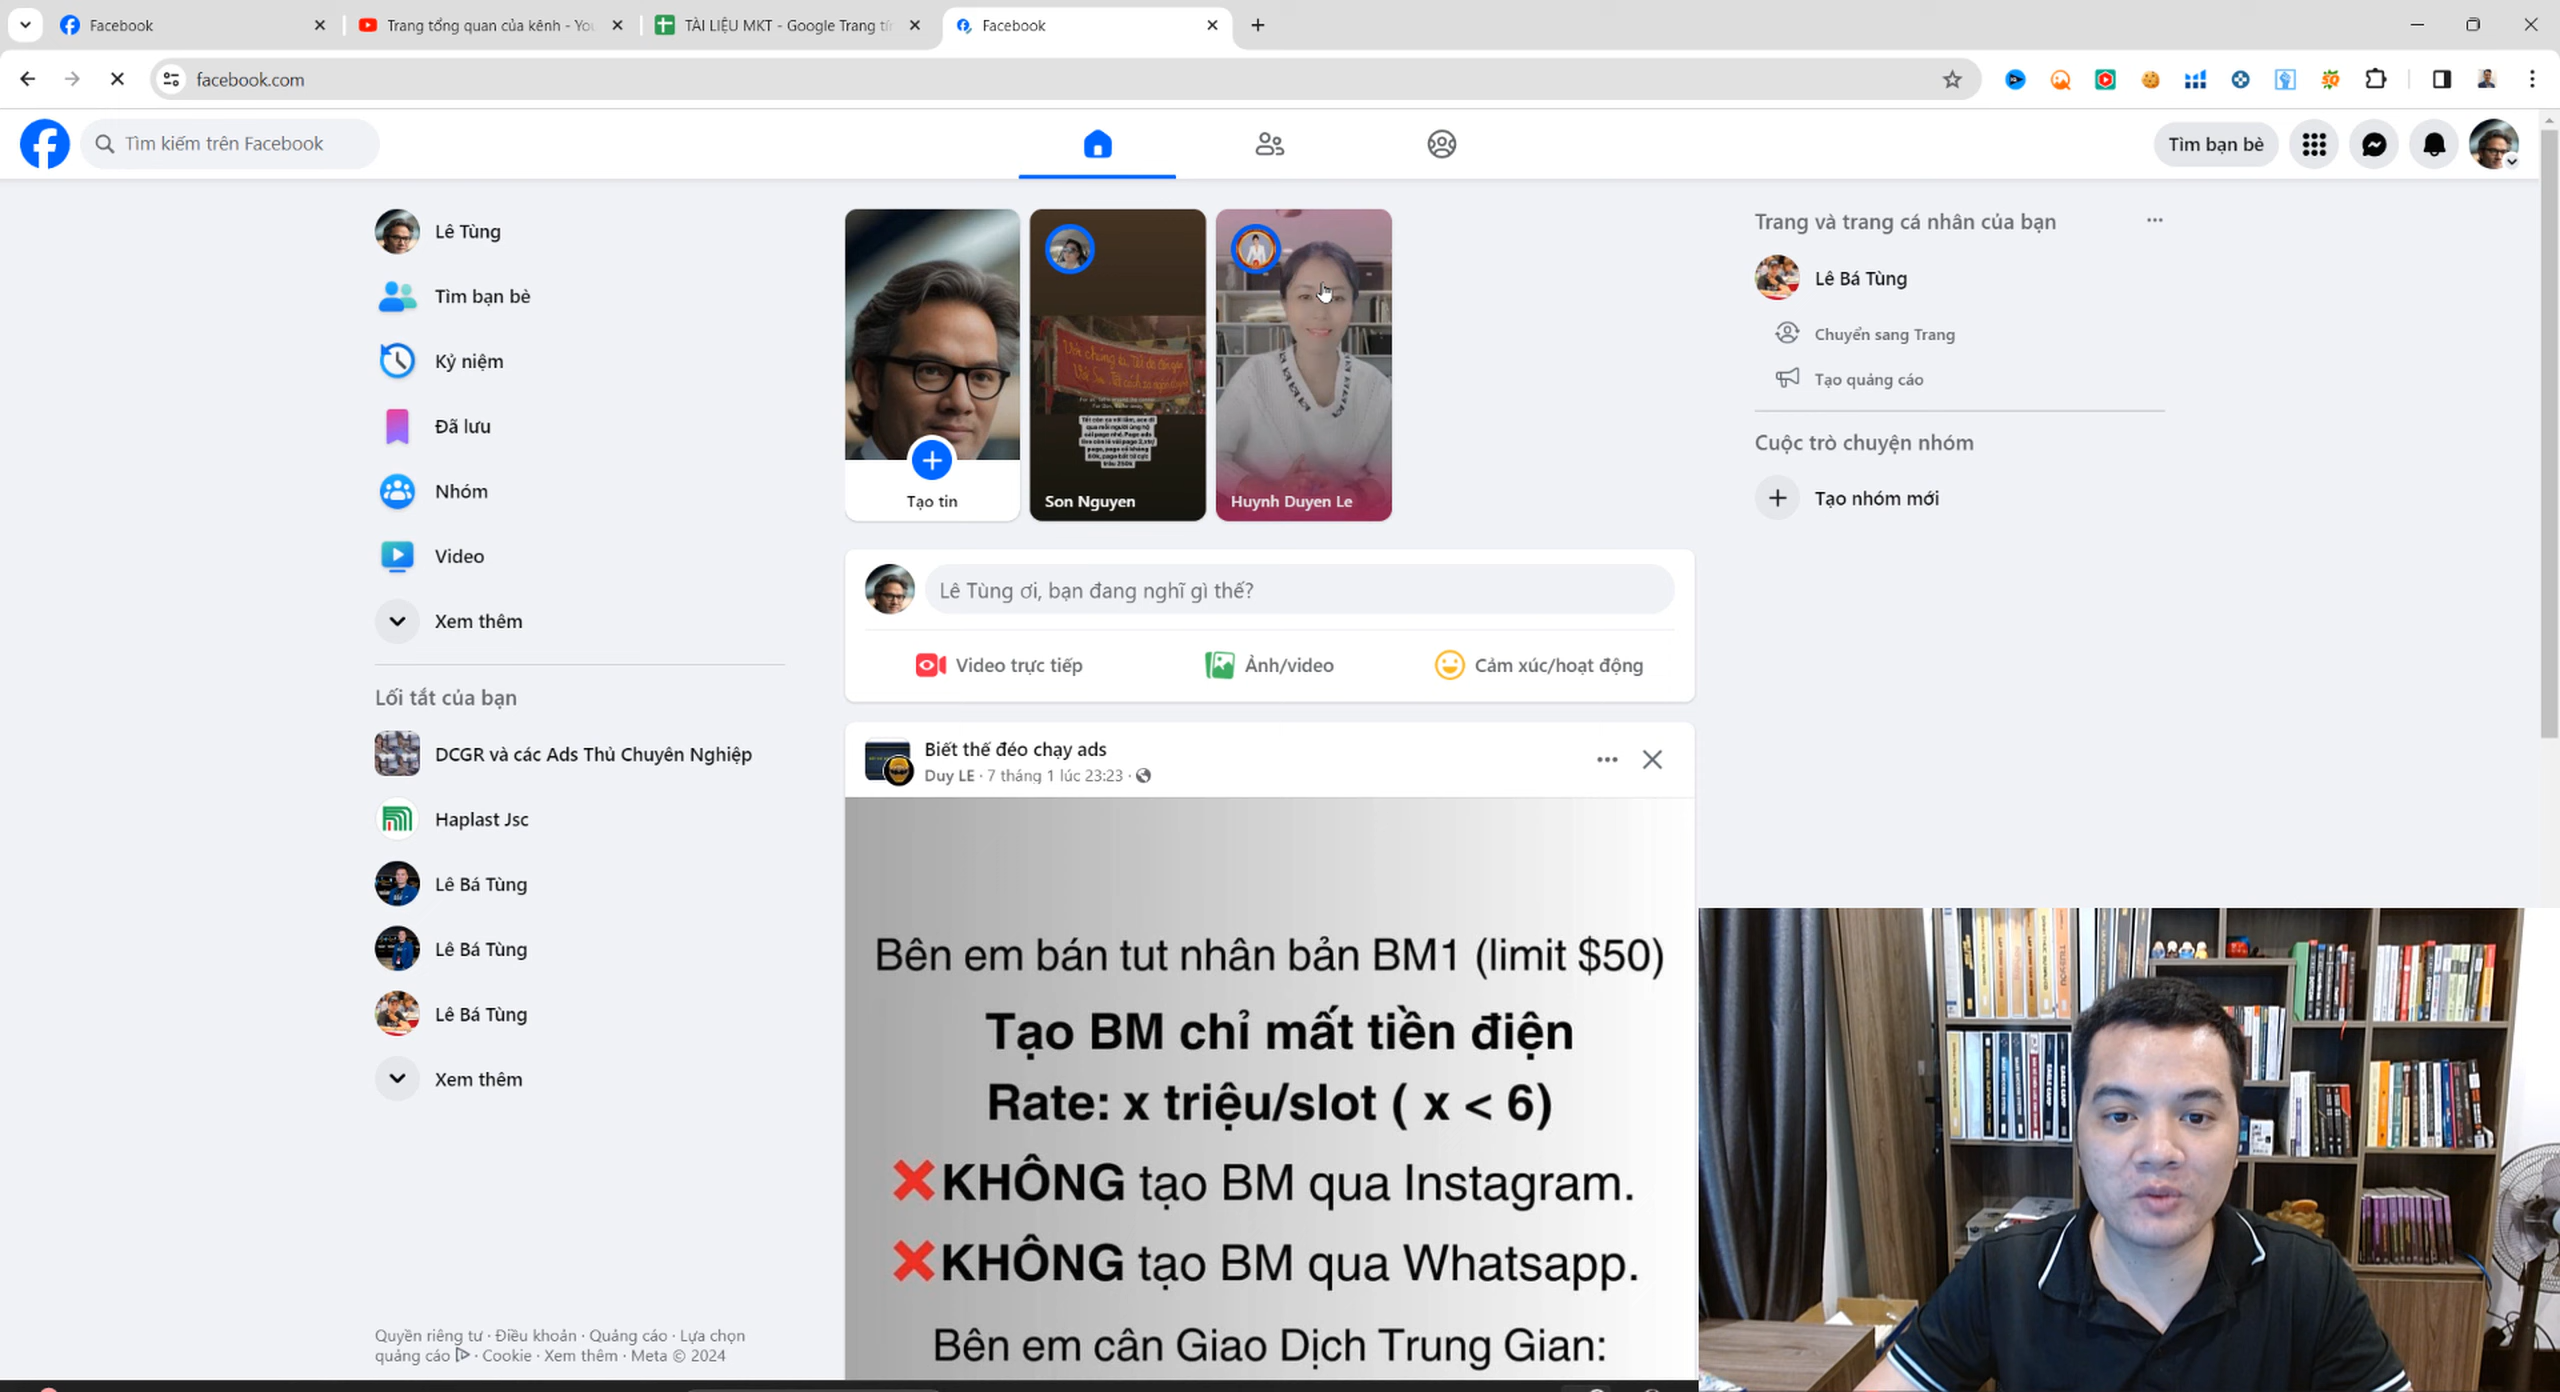 Facebook
Trang tổng quan của kênh - You
TÀI LIỆU MKT - Google Trang tín
Facebook
facebook.com
Tìm kiếm trên Facebook
Tìm bạn bè
Lê Tùng
Tìm bạn bè
Kỷ niệm
Đã lưu
Nhóm
Video
Xem thêm
Lối tắt của bạn
DCGR và các Ads Thủ Chuyên Nghiệp
Haplast Jsc
Lê Bá Tùng
Lê Bá Tùng
Lê Bá Tùng
Xem thêm
Quyền riêng tư · Điều khoản · Quảng cáo · Lựa chọn
quảng cáo · Cookie · Xem thêm · Meta © 2024
Tạo tin
Son Nguyen
Huynh Duyen Le
Lê Tùng ơi, bạn đang nghĩ gì thế?
Video trực tiếp
Ảnh/video
Cảm xúc/hoạt động
Biết thế đéo chạy ads
Duy LE · 7 tháng 1 lúc 23:23 ·
Bên em bán tut nhân bản BM1 (limit $50)
Tạo BM chỉ mất tiền điện
Rate: x triệu/slot ( x < 6)
❌KHÔNG tạo BM qua Instagram.
❌KHÔNG tạo BM qua Whatsapp.
Bên em cân Giao Dịch Trung Gian:
Trang và trang cá nhân của bạn
Lê Bá Tùng
Chuyển sang Trang
Tạo quảng cáo
Cuộc trò chuyện nhóm
Tạo nhóm mới